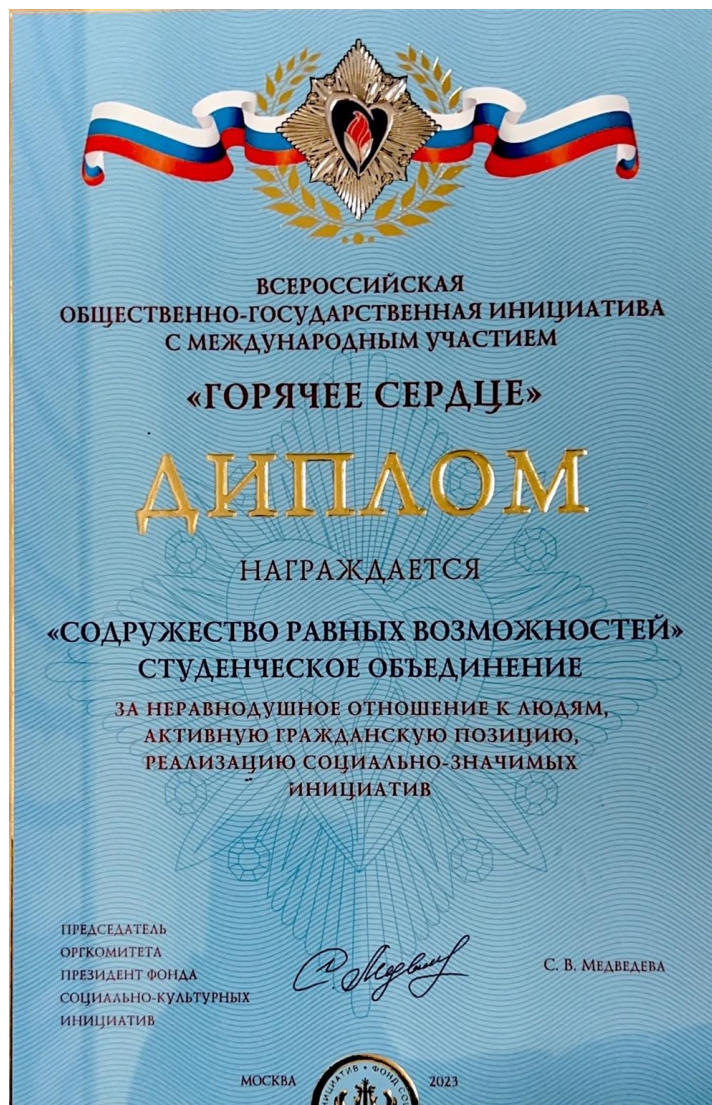 ВСЕРОССИЙСКАЯ
ОБЩЕСТВЕННО-ГОСУДАРСТВЕННАЯ ИНИЦИАТИВА
С МЕЖДУНАРОДНЫМ УЧАСТИЕМ
«ГОРЯЧЕЕ СЕРДЦЕ»
ДИПЛОМ
НАГРАЖДАЕТСЯ
«СОДРУЖЕСТВО РАВНЫХ ВОЗМОЖНОСТЕЙ»
СТУДЕНЧЕСКОЕ ОБЪЕДИНЕНИЕ
ЗА НЕРАВНОДУШНОЕ ОТНОШЕНИЕ К ЛЮДЯМ,
АКТИВНУЮ ГРАЖДАНСКУЮ ПОЗИЦИЮ,
РЕАЛИЗАЦИЮ СОЦИАЛЬНО-ЗНАЧИМЫХ
ИНИЦИАТИВ
ПРЕДСЕДАТЕЛЬ
ОРГКОМИТЕТА
ПРЕЗИДЕНТ ФОНДА
СОЦИАЛЬНО-КУЛЬТУРНЫХ
ИНИЦИАТИВ
С. В. МЕДВЕДЕВА
МОСКВА 2023
ФОНД